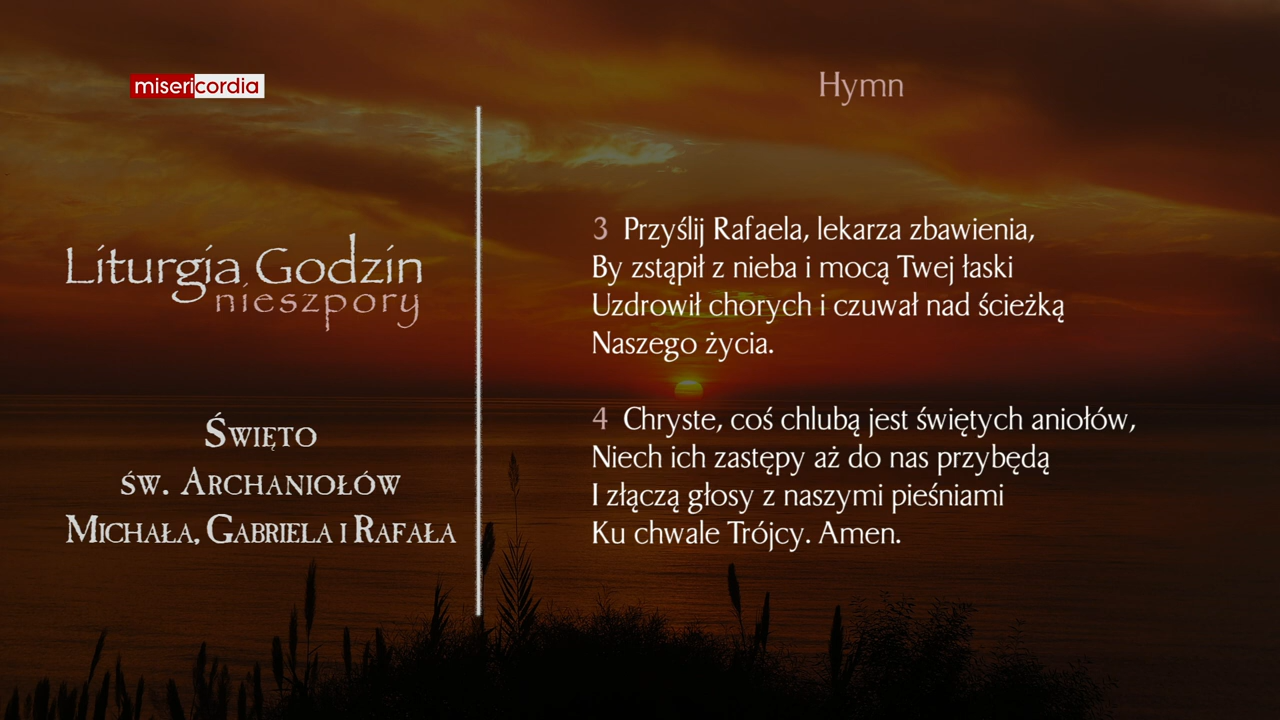 misericordia
Liturgia Godzin
nieszpory
Święto
św. Archaniołów
Michała, Gabriela i Rafała
Hymn
3 Przyślij Rafaela, lekarza zbawienia,
By zstąpił z nieba i mocą Twej łaski
Uzdrowił chorych i czuwał nad ścieżką
Naszego życia.
4 Chryste, coś chlubą jest świętych aniołów,
Niech ich zastępy aż do nas przybędą
I złączą głosy z naszymi pieśniami
Ku chwale Trójcy. Amen.